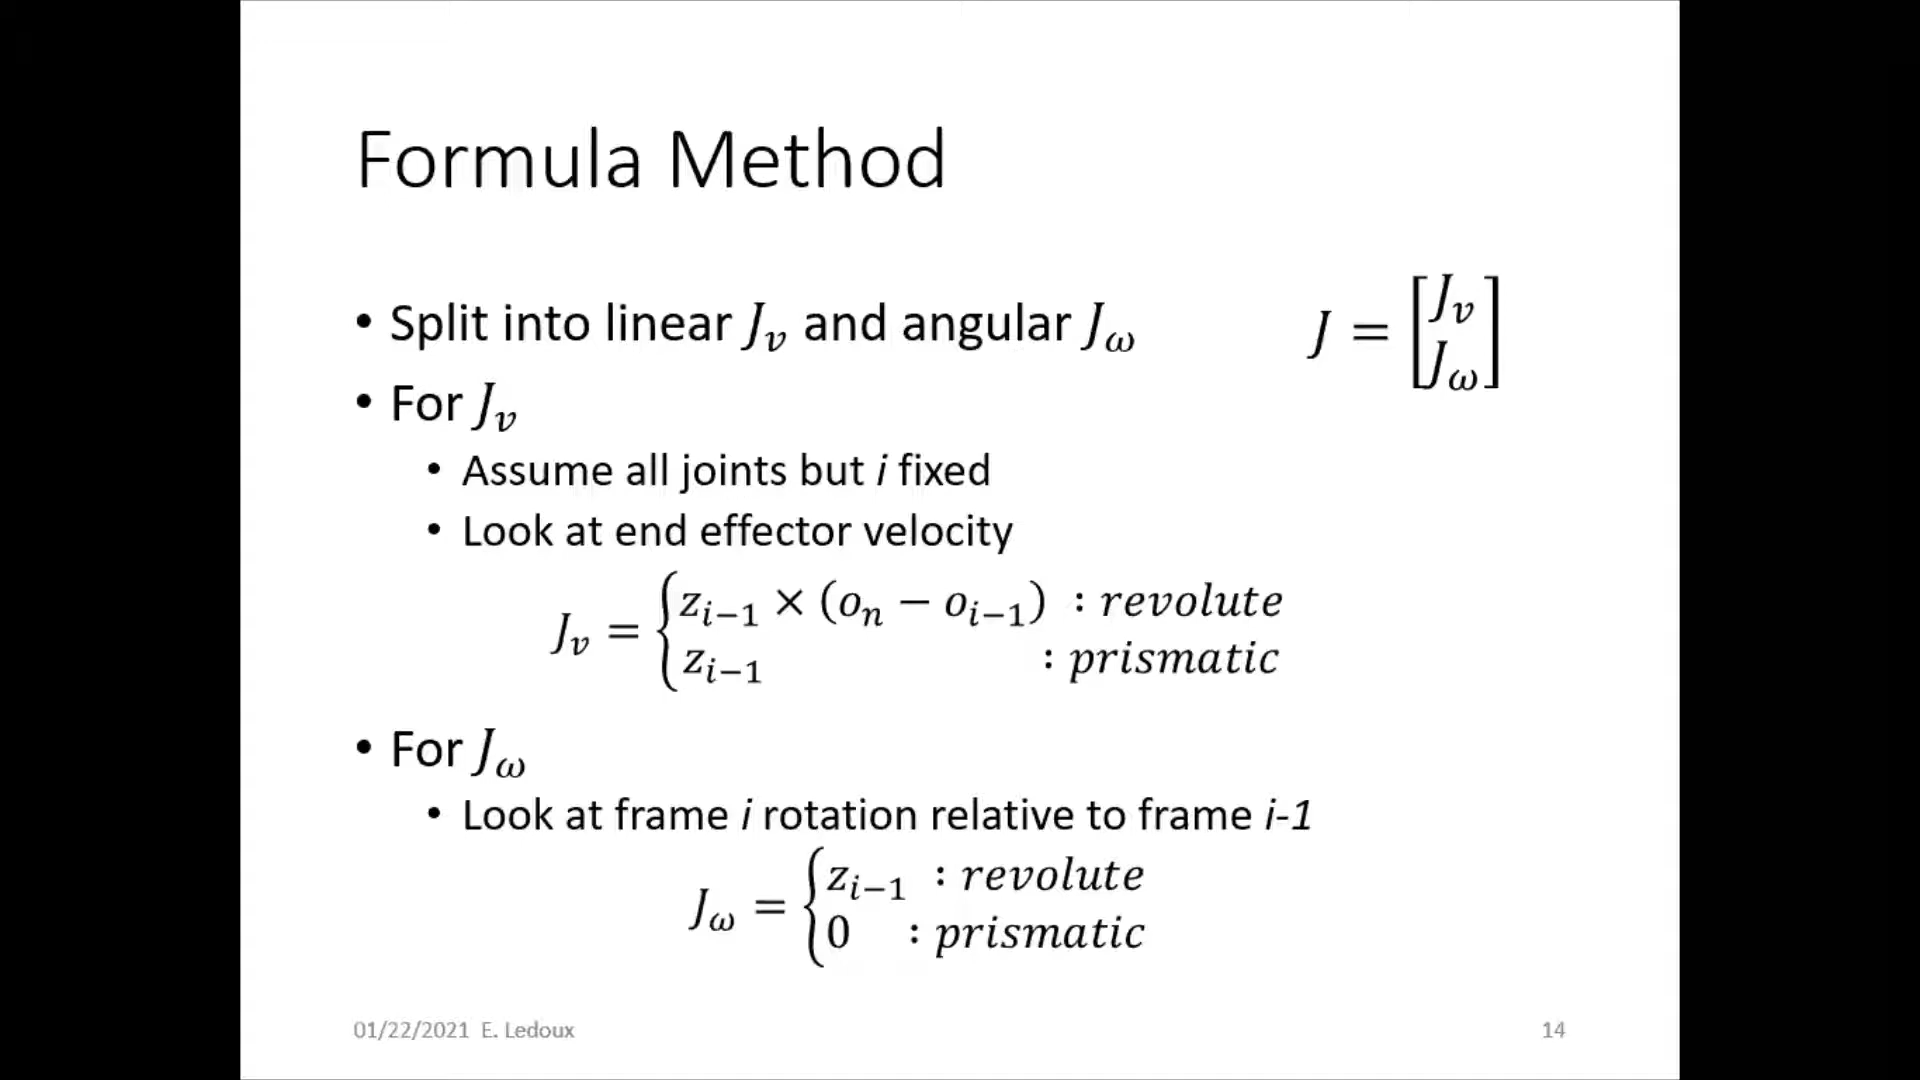 Formula Method
• Split into linear J_v and angular J_ω
J = [J_v J_ω]
• For J_v
• Assume all joints but i fixed
• Look at end effector velocity
J_v = { z_{i−1} × (o_n − o_{i−1}) : revolute
z_{i−1} : prismatic
• For J_ω
• Look at frame i rotation relative to frame i-1
J_ω = { z_{i−1} : revolute
0 : prismatic
01/22/2021 E. Ledoux
14